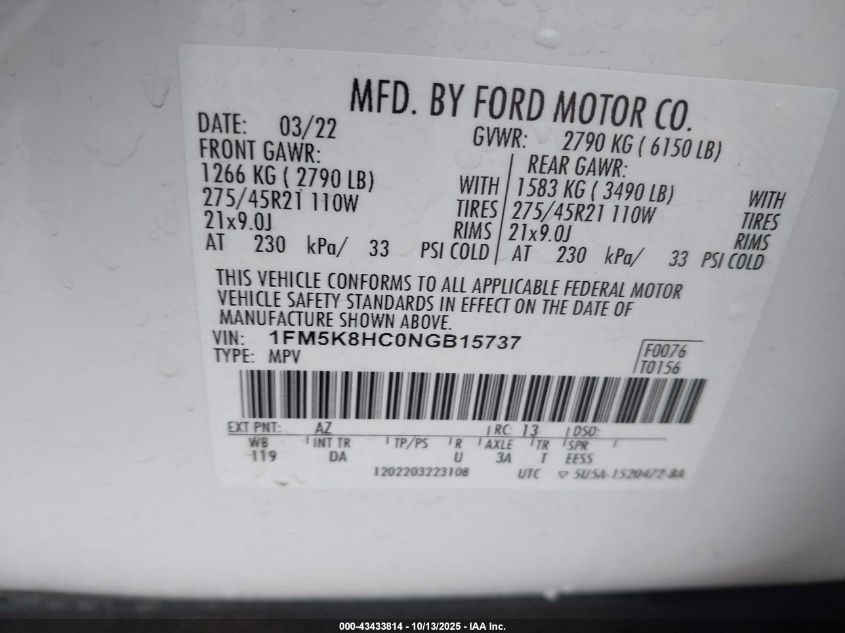 MFD. BY FORD MOTOR CO.
DATE: 03/22 GVWR: 2790 KG ( 6150 LB)
FRONT GAWR: REAR GAWR:
1266 KG ( 2790 LB) WITH 1583 KG ( 3490 LB) WITH
275/45R21 110W TIRES 275/45R21 110W TIRES
21x9.0J RIMS 21x9.0J RIMS
AT 230 kPa/ 33 PSI COLD AT 230 kPa/ 33 PSI COLD
THIS VEHICLE CONFORMS TO ALL APPLICABLE FEDERAL MOTOR
VEHICLE SAFETY STANDARDS IN EFFECT ON THE DATE OF
MANUFACTURE SHOWN ABOVE.
VIN: 1FM5K8HC0NGB15737
TYPE: MPV
F0076
T0156
EXT PNT: AZ RC: 13 DSO:
WB INT TR TP/PS R AXLE TR SPR
119 DA U 3A T EESS
1202203223108 UTC 5U5A-1520472-BA
000-43433814 - 10/13/2025 - IAA Inc.